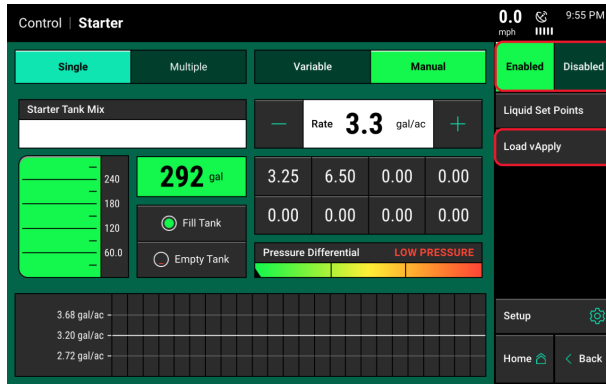 Control | Starter
0.0
mph
9:55 PM
Single
Multiple
Variable
Manual
Enabled
Disabled
Starter Tank Mix
Rate 3.3 gal/ac
Liquid Set Points
Load vApply
240
180
120
60.0
292 gal
Fill Tank
Empty Tank
3.25 6.50 0.00 0.00
0.00 0.00 0.00 0.00
Pressure Differential LOW PRESSURE
3.68 gal/ac
3.20 gal/ac
2.72 gal/ac
Setup
Home
Back